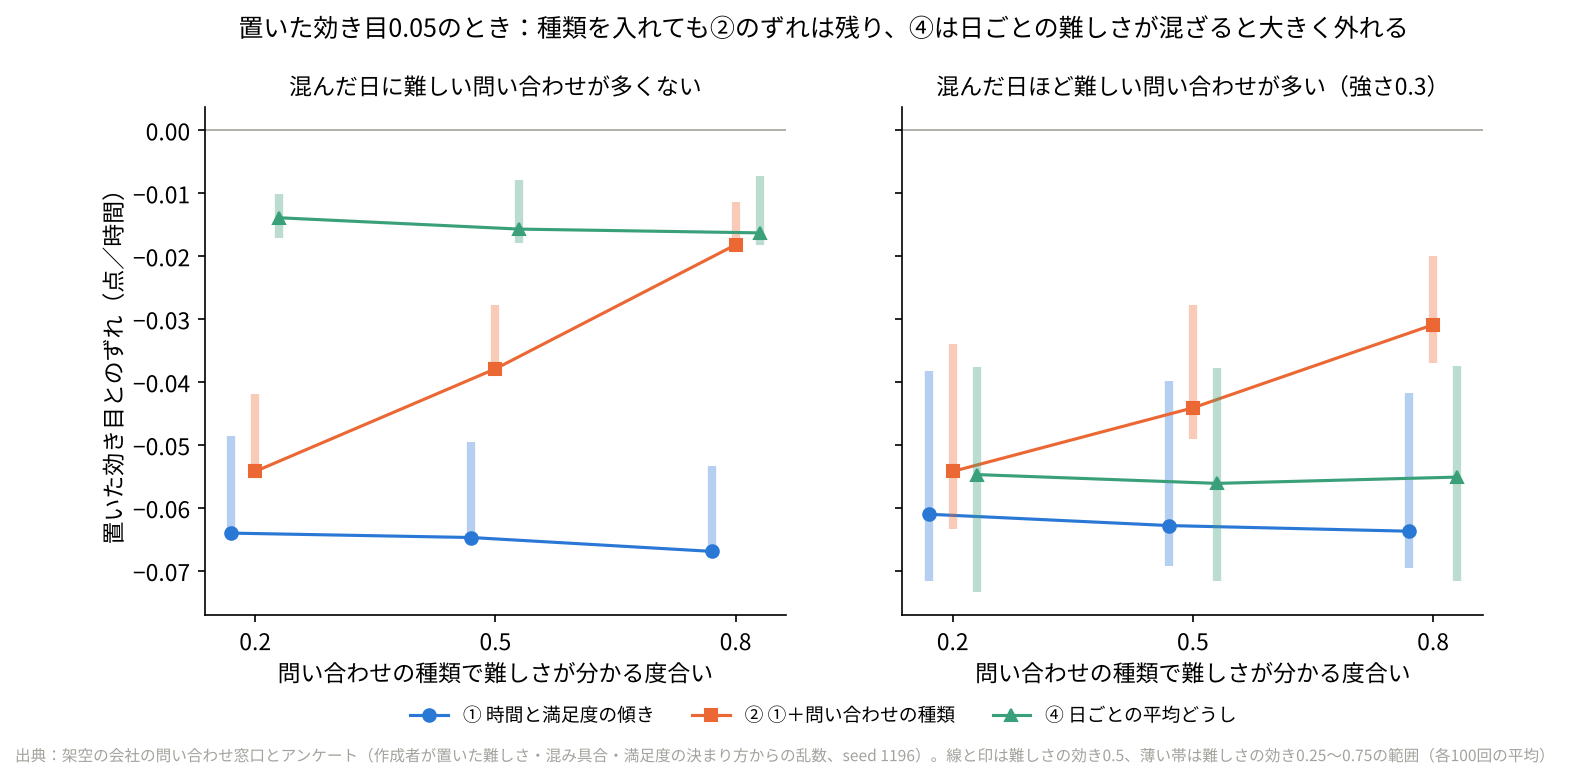 置いた効き目0.05のとき：種類を入れても②のずれは残り、④は日ごとの難しさが混ざると大きく外れる
混んだ日に難しい問い合わせが多くない
混んだ日ほど難しい問い合わせが多い（強さ0.3）
置いた効き目とのずれ（点／時間）
0.00
−0.01
−0.02
−0.03
−0.04
−0.05
−0.06
−0.07
0.2 0.5 0.8
0.2 0.5 0.8
問い合わせの種類で難しさが分かる度合い
問い合わせの種類で難しさが分かる度合い
① 時間と満足度の傾き ② ①＋問い合わせの種類 ④ 日ごとの平均どうし
出典：架空の会社の問い合わせ窓口とアンケート（作成者が置いた難しさ・混み具合・満足度の決まり方からの乱数、seed 1196）。線と印は難しさの効き0.5、薄い帯は難しさの効き0.25〜0.75の範囲（各100回の平均）